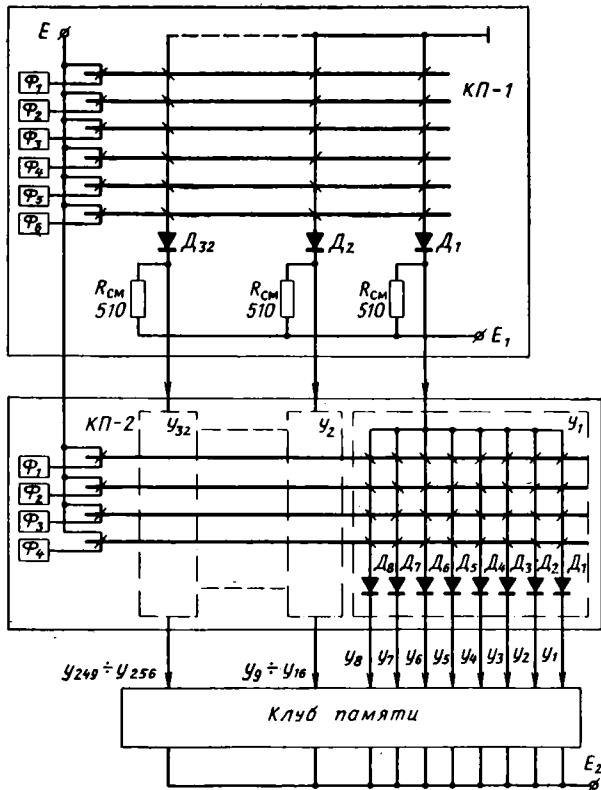 E
КП-1
Ф1
Ф2
Ф3
Ф4
Ф5
Ф6
Д32
Д2
Д1
Rсм
510
Rсм
510
Rсм
510
E1
КП-2
У32
У2
У1
Ф1
Ф2
Ф3
Ф4
Д8 Д7 Д6 Д5 Д4 Д3 Д2 Д1
У249÷У256
У9÷У16
У8 У7 У6 У5 У4 У3 У2 У1
Клуб памяти
E2